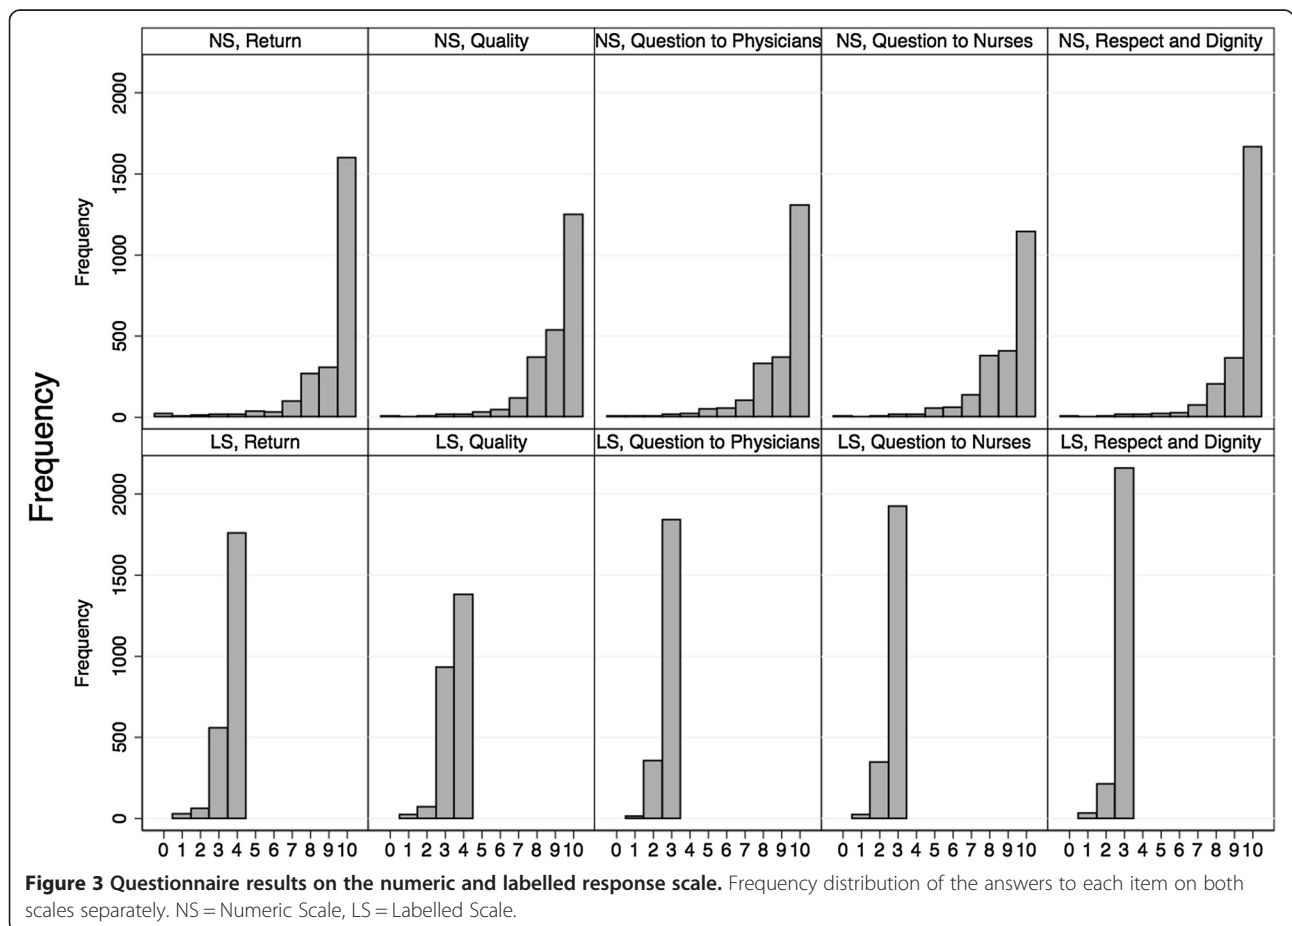 NS, Return NS, Quality NS, Question to Physicians NS, Question to Nurses NS, Respect and Dignity
2000
1500
1000
500
0
Frequency
Frequency
LS, Return LS, Quality LS, Question to Physicians LS, Question to Nurses LS, Respect and Dignity
2000
1500
1000
500
0
Frequency
0 1 2 3 4 5 6 7 8 9 10 0 1 2 3 4 5 6 7 8 9 10 0 1 2 3 4 5 6 7 8 9 10 0 1 2 3 4 5 6 7 8 9 10 0 1 2 3 4 5 6 7 8 9 10
Figure 3 Questionnaire results on the numeric and labelled response scale. Frequency distribution of the answers to each item on both
scales separately. NS = Numeric Scale, LS = Labelled Scale.